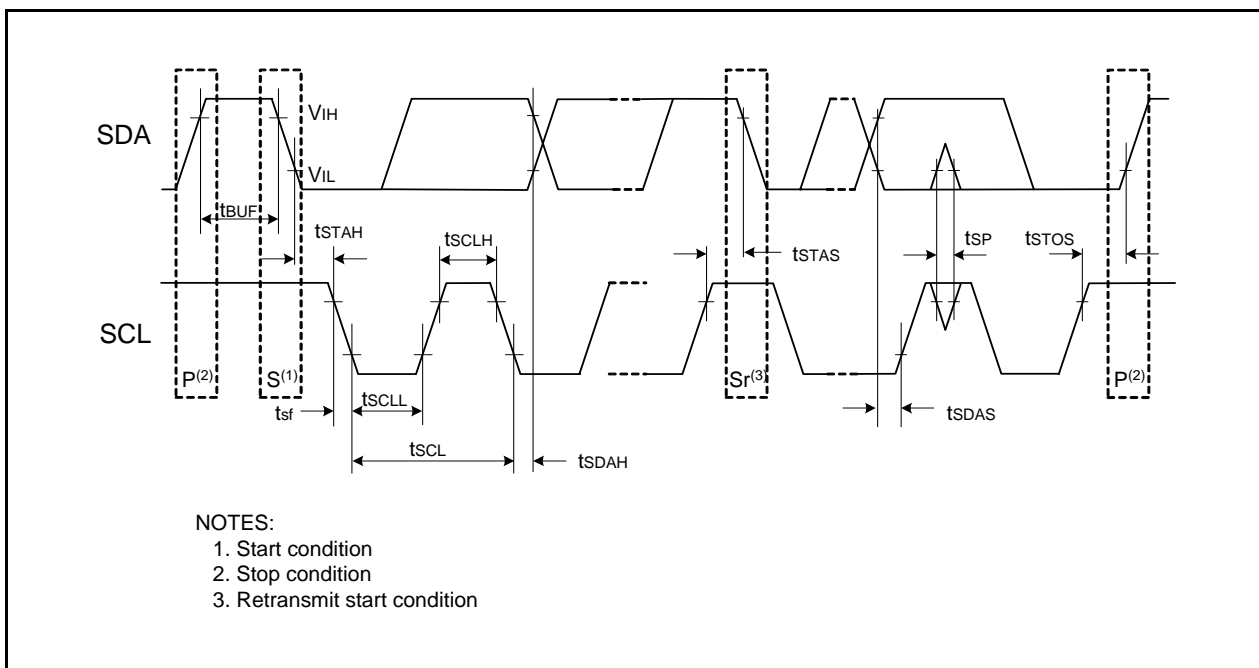 SDA
VIH
VIL
tBUF
tSTAH
tSCLH
tSTAS
tSP
tSTOS
SCL
P(2)
S(1)
Sr(3)
P(2)
tsf
tSCLL
tSCL
tSDAH
tSDAS
NOTES:
1. Start condition
2. Stop condition
3. Retransmit start condition